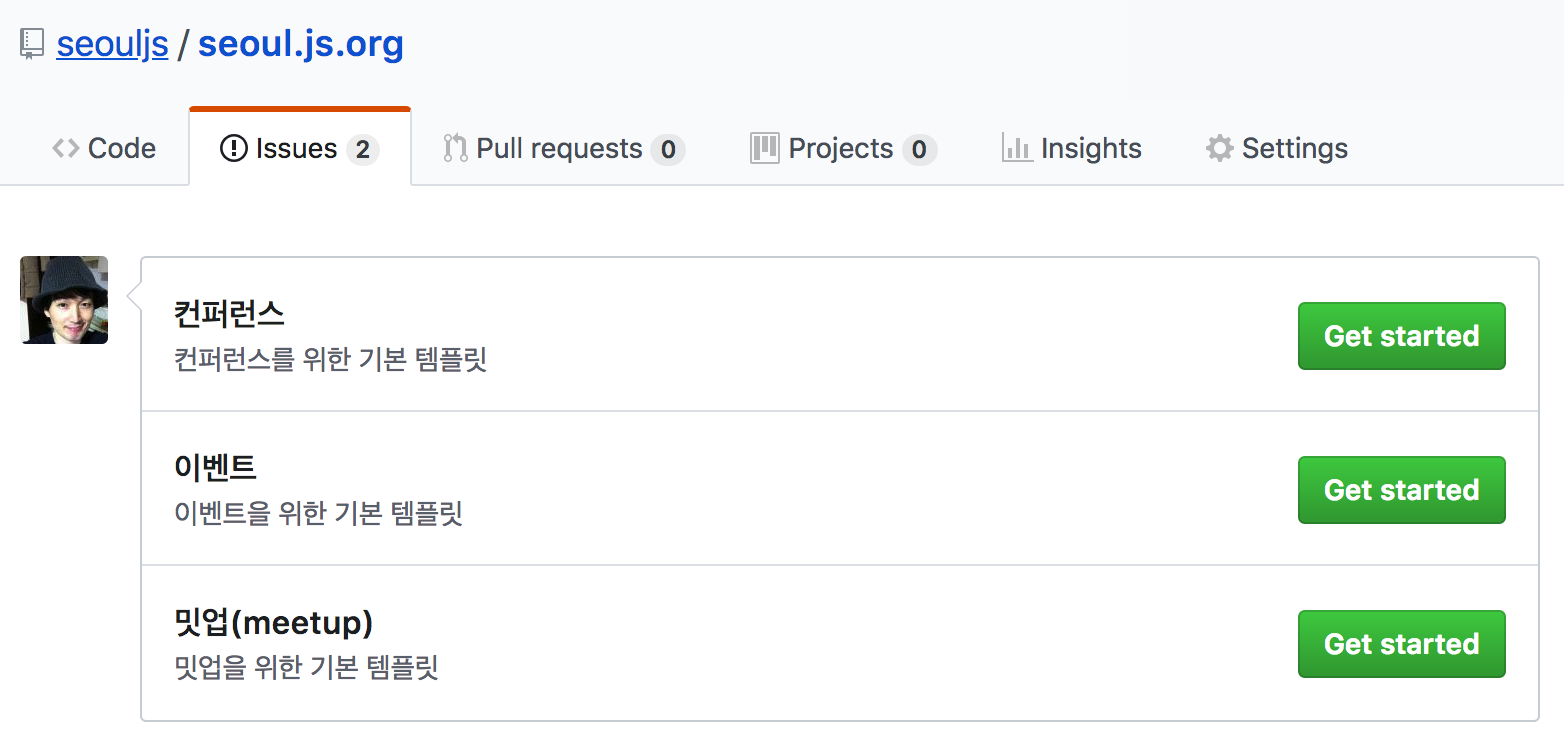 seouljs / seoul.js.org
Code Issues 2 Pull requests 0 Projects 0 Insights Settings
컨퍼런스
컨퍼런스를 위한 기본 템플릿
Get started
이벤트
이벤트을 위한 기본 템플릿
Get started
밋업(meetup)
밋업을 위한 기본 템플릿
Get started